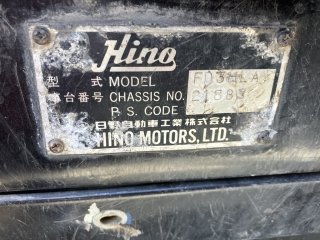 Hino
型 式 MODEL FD3HLA
車台番号 CHASSIS NO.
P. S. CODE
日野自動車工業株式会社
HINO MOTORS, LTD.